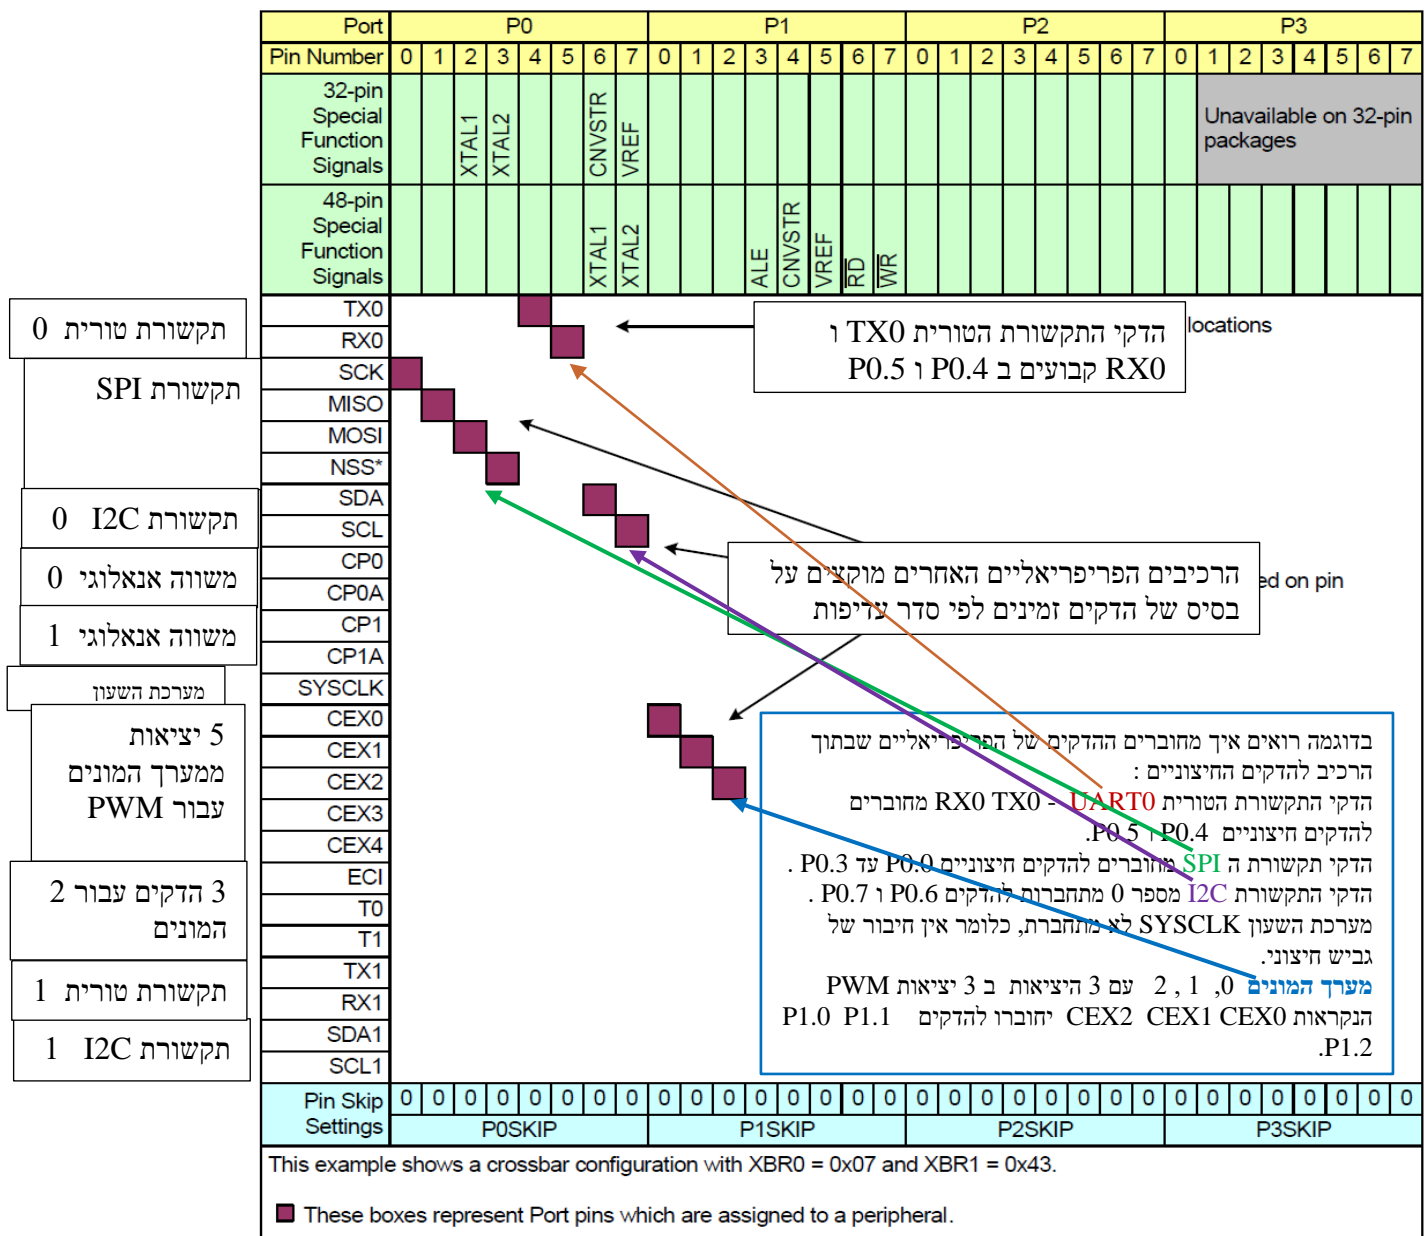 Port P0 P1 P2 P3
Pin Number 0 1 2 3 4 5 6 7 0 1 2 3 4 5 6 7 0 1 2 3 4 5 6 7 0 1 2 3 4 5 6 7
32-pin
Special
Function
Signals
XTAL1
XTAL2
CNVSTR
VREF
Unavailable on 32-pin
packages
48-pin
Special
Function
Signals
XTAL1
XTAL2
ALE
CNVSTR
VREF
RD
WR
TX0
RX0
SCK
MISO
MOSI
NSS*
SDA
SCL
CP0
CP0A
CP1
CP1A
SYSCLK
CEX0
CEX1
CEX2
CEX3
CEX4
ECI
T0
T1
TX1
RX1
SDA1
SCL1
תקשורת טורית 0
תקשורת SPI
תקשורת I2C 0
משווה אנאלוגי 0
משווה אנאלוגי 1
מערכת השעון
5 יציאות
ממערך המונים
עבור PWM
3 הדקים עבור 2
המונים
תקשורת טורית 1
תקשורת I2C 1
הדקי התקשורת הטורית TX0 ו
RX0 קבועים ב P0.4 ו P0.5
locations
הרכיבים הפריפריאליים האחרים מוקצים על
בסיס של הדקים זמינים לפי סדר עדיפות
ed on pin
בדוגמה רואים איך מחוברים ההדקים של הפריפריאליים שבתוך
הרכיב להדקים החיצוניים :
הדקי התקשורת הטורית UART0 - RX0 TX0 מחוברים
להדקים חיצוניים P0.4 ו P0.5.
הדקי תקשורת ה SPI מחוברים להדקים חיצוניים P0.0 עד P0.3 .
הדקי התקשורת I2C מספר 0 מתחברות להדקים P0.6 ו P0.7 .
מערכת השעון SYSCLK לא מתחברת, כלומר אין חיבור של
גביש חיצוני.
מערך המונים 0, 1 , 2 עם 3 היציאות ב 3 יציאות PWM
הנקראות CEX2 CEX1 CEX0 יחוברו להדקים P1.0 P1.1
P1.2.
Pin Skip
Settings
0 0 0 0 0 0 0 0 0 0 0 0 0 0 0 0 0 0 0 0 0 0 0 0 0 0 0 0 0 0 0 0
P0SKIP P1SKIP P2SKIP P3SKIP
This example shows a crossbar configuration with XBR0 = 0x07 and XBR1 = 0x43.
These boxes represent Port pins which are assigned to a peripheral.